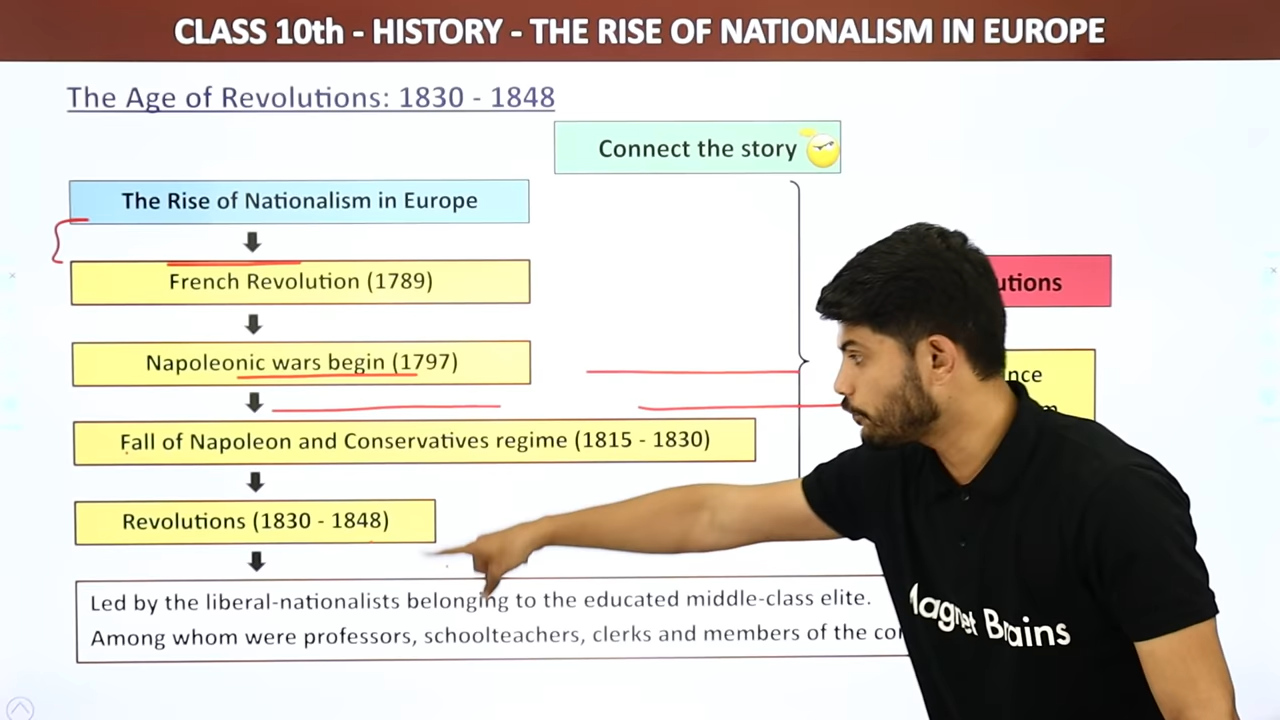 CLASS 10th - HISTORY - THE RISE OF NATIONALISM IN EUROPE
The Age of Revolutions: 1830 - 1848
Connect the story
The Rise of Nationalism in Europe
French Revolution (1789)
Napoleonic wars begin (1797)
Fall of Napoleon and Conservatives regime (1815 - 1830)
Revolutions (1830 - 1848)
Led by the liberal-nationalists belonging to the educated middle-class elite.
Among whom were professors, schoolteachers, clerks and members of the
Magnet Brains